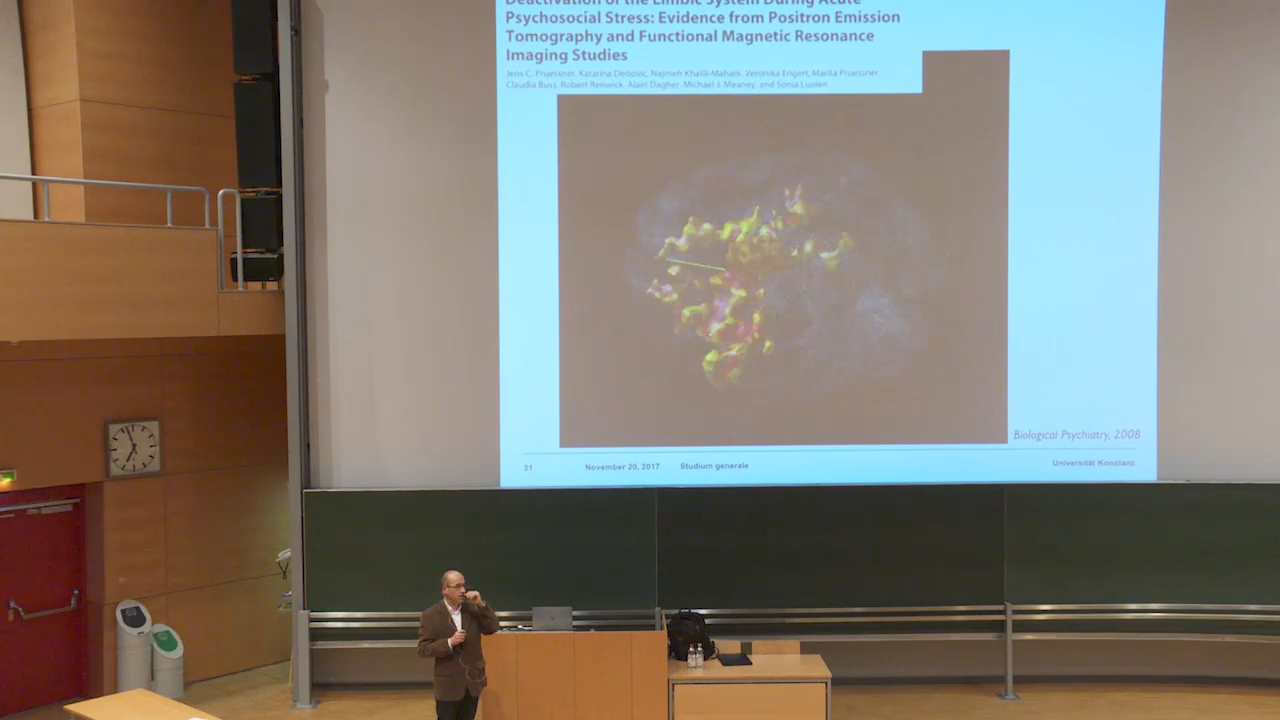 Deactivation of the Limbic System During Acute
Psychosocial Stress: Evidence from Positron Emission
Tomography and Functional Magnetic Resonance
Imaging Studies
Jens C. Pruessner, Katarina Dedovic, Najmeh Khalili-Mahani, Veronika Engert, Marita Pruessner,
Claudia Buss, Robert Renwick, Alain Dagher, Michael J. Meaney, and Sonia Lupien
Biological Psychiatry, 2008
31 November 20, 2017 Studium generale Universität Konstanz